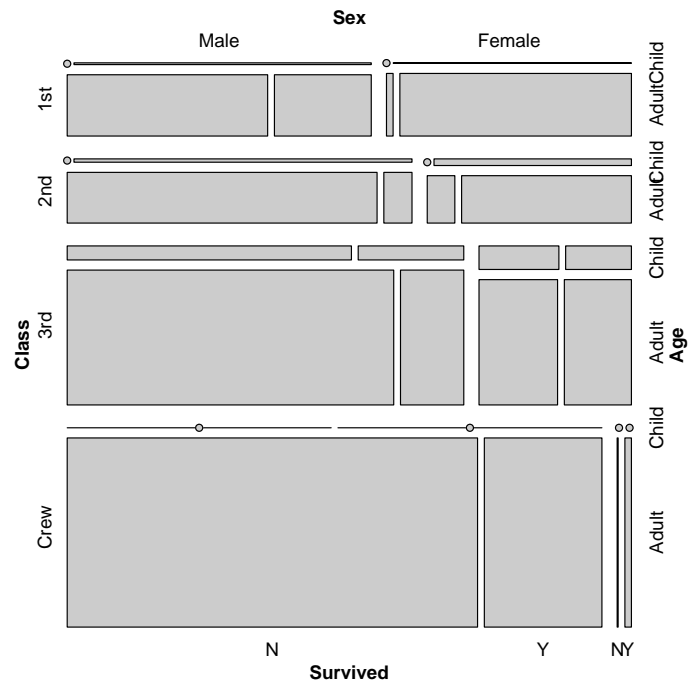 Sex
Male Female
1st
2nd
3rd
Crew
Class
Child
Adult
Child
Adult
Child
Adult
Child
Adult
Age
N Y N Y
Survived